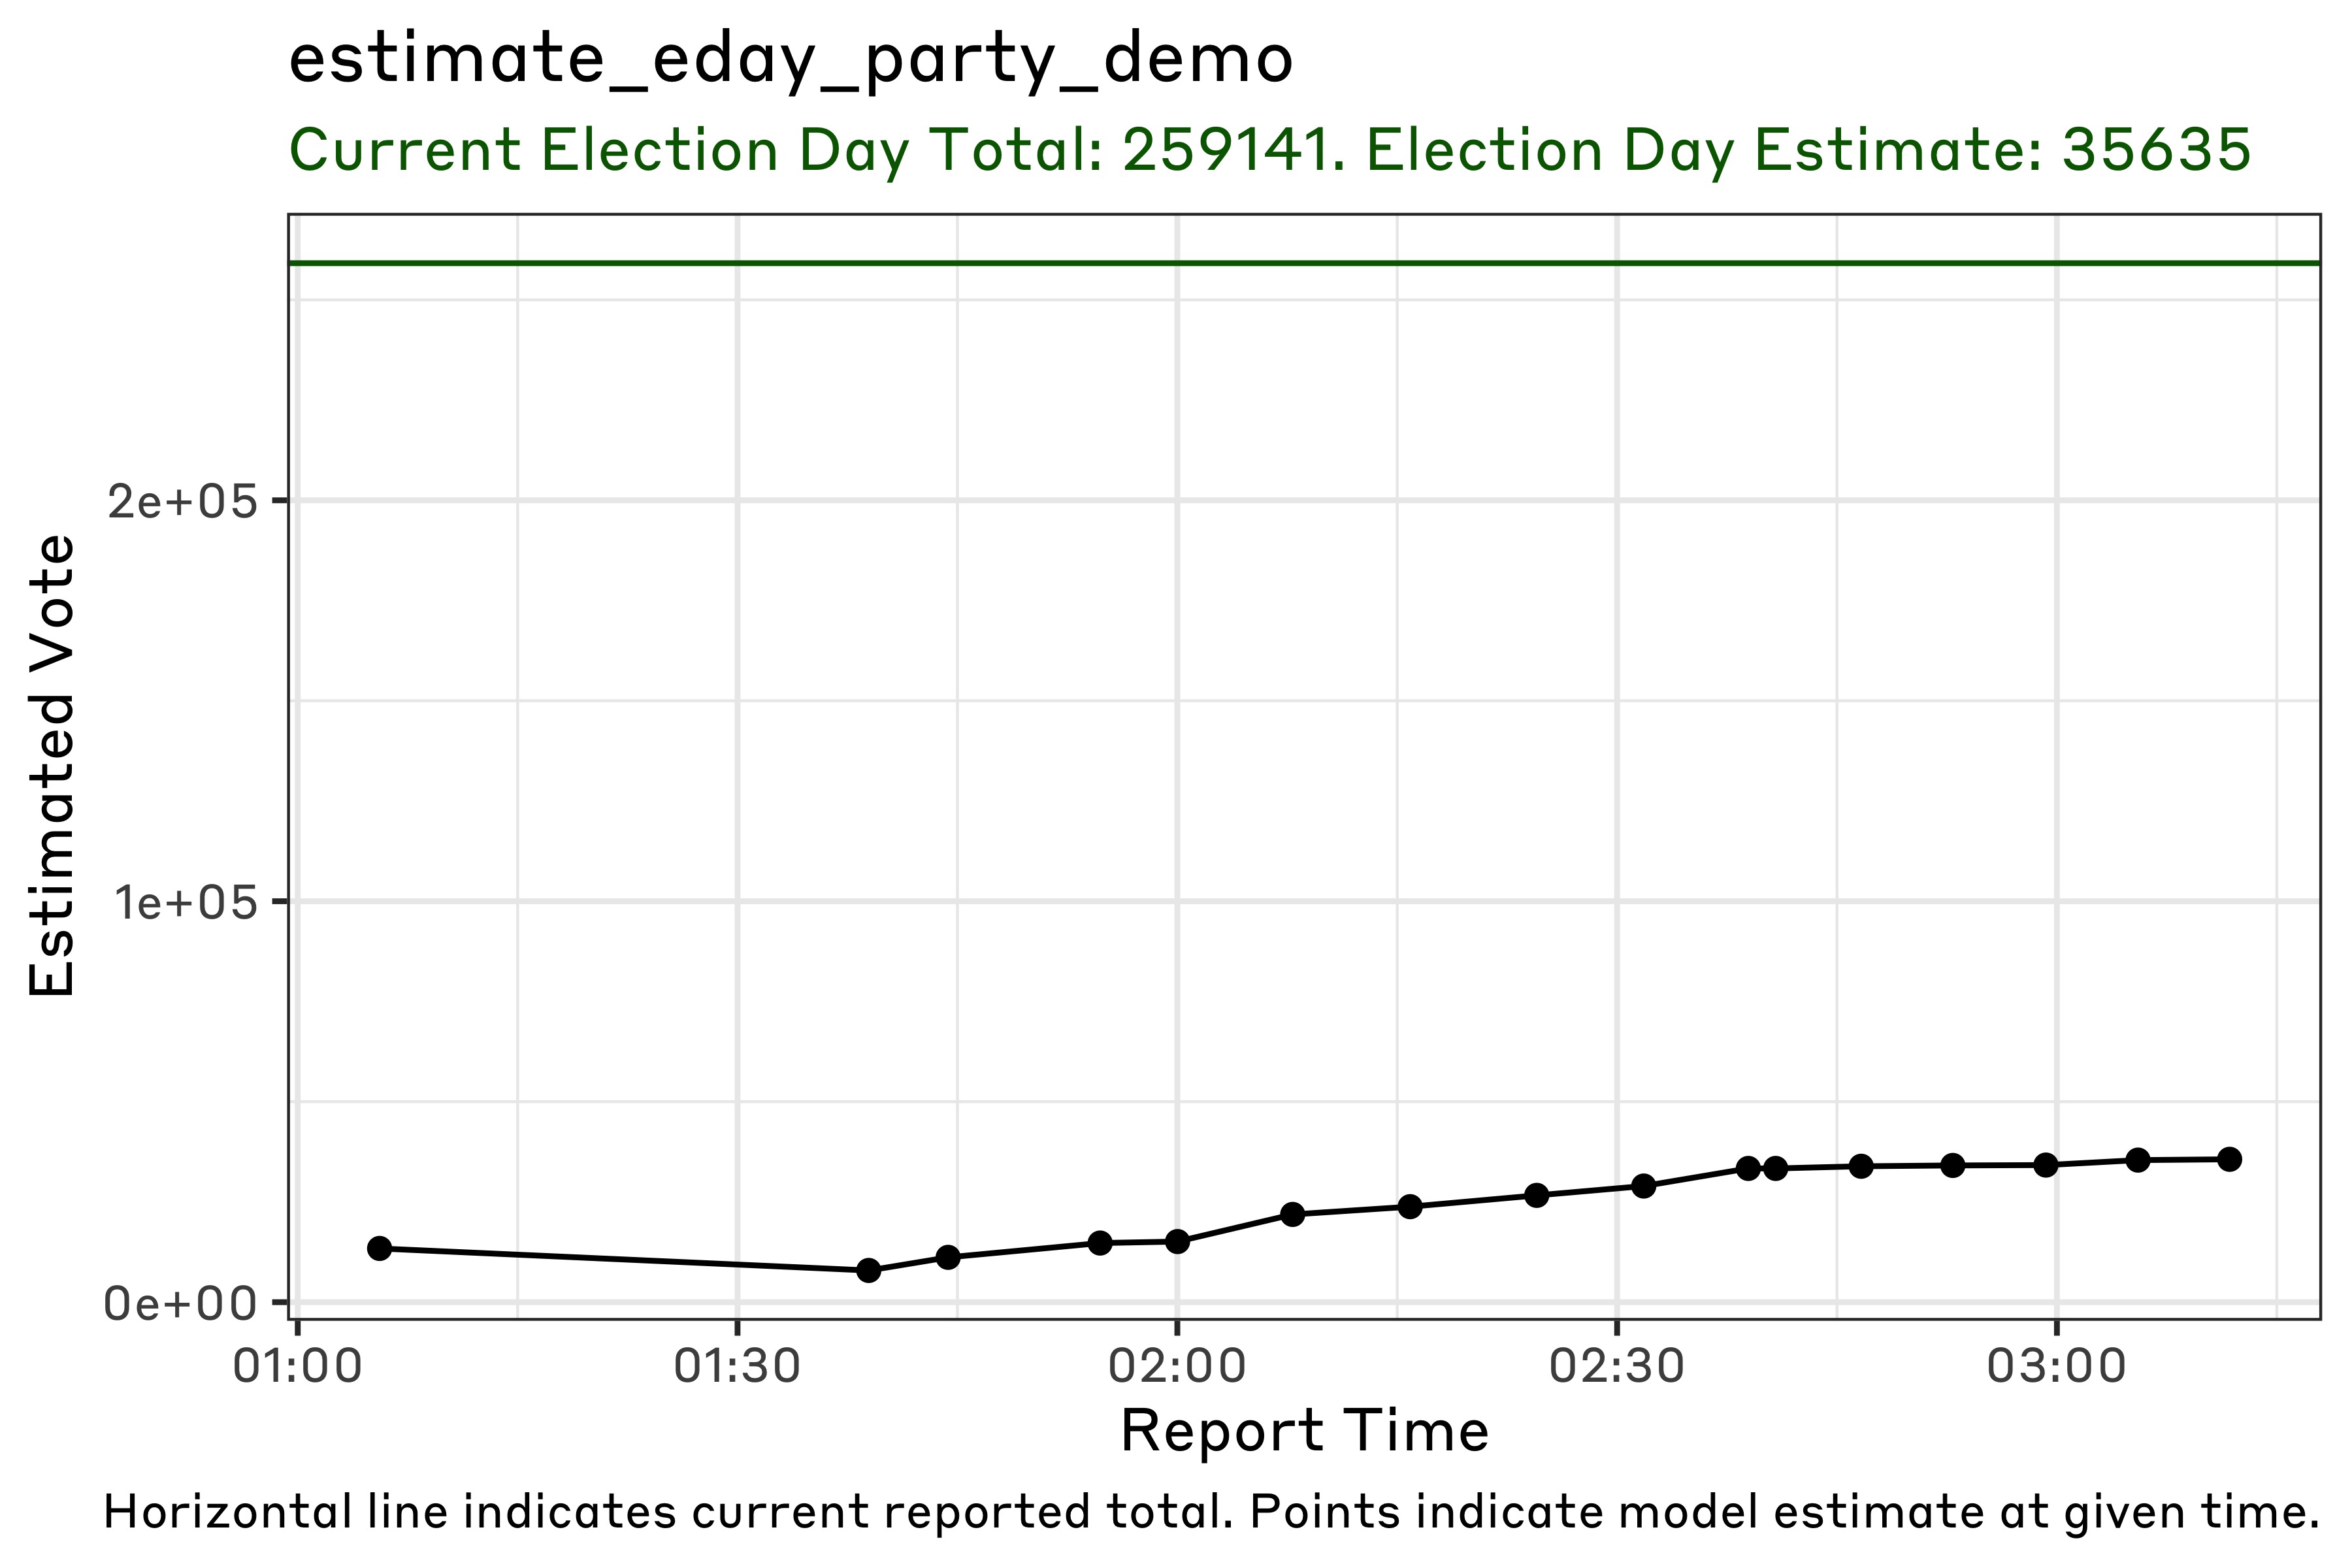 estimate_eday_party_demo
Current Election Day Total: 259141. Election Day Estimate: 35635
Estimated Vote
2e+05
1e+05
0e+00
01:00 01:30 02:00 02:30 03:00
Report Time
Horizontal line indicates current reported total. Points indicate model estimate at given time.